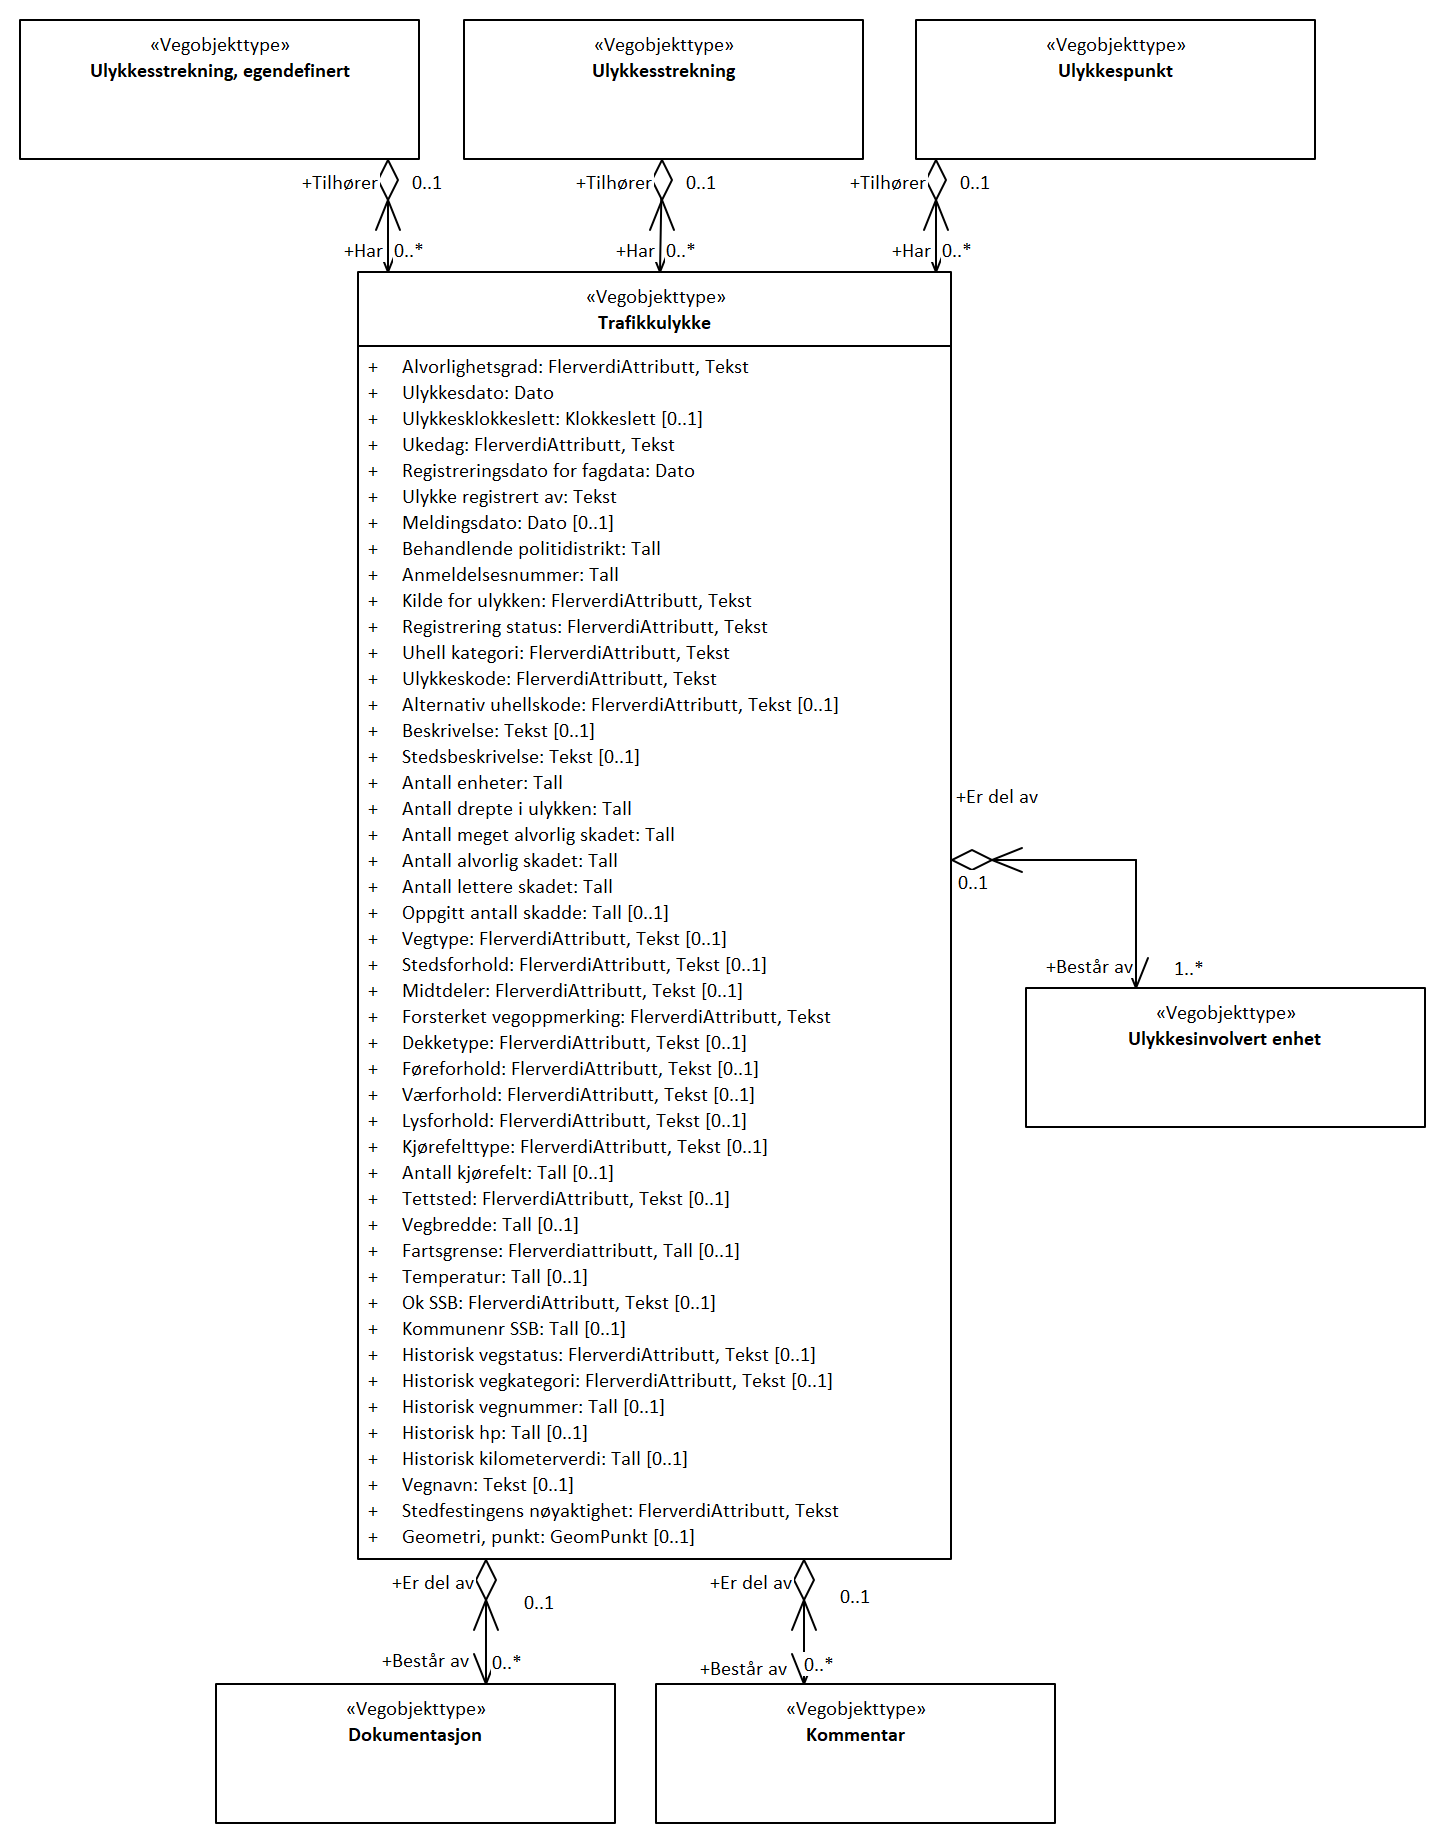 «Vegobjekttype»
Ulykkesstrekning, egendefinert
«Vegobjekttype»
Ulykkesstrekning
«Vegobjekttype»
Ulykkespunkt
+Tilhører 0..1
+Har 0..*
+Tilhører 0..1
+Har 0..*
+Tilhører 0..1
+Har 0..*
«Vegobjekttype»
Trafikkulykke
+ Alvorlighetsgrad: FlerverdiAttributt, Tekst
+ Ulykkesdato: Dato
+ Ulykkesklokkeslett: Klokkeslett [0..1]
+ Ukedag: FlerverdiAttributt, Tekst
+ Registreringsdato for fagdata: Dato
+ Ulykke registrert av: Tekst
+ Meldingsdato: Dato [0..1]
+ Behandlende politidistrikt: Tall
+ Anmeldelsesnummer: Tall
+ Kilde for ulykken: FlerverdiAttributt, Tekst
+ Registrering status: FlerverdiAttributt, Tekst
+ Uhell kategori: FlerverdiAttributt, Tekst
+ Ulykkeskode: FlerverdiAttributt, Tekst
+ Alternativ uhellskode: FlerverdiAttributt, Tekst [0..1]
+ Beskrivelse: Tekst [0..1]
+ Stedsbeskrivelse: Tekst [0..1]
+ Antall enheter: Tall
+ Antall drepte i ulykken: Tall
+ Antall meget alvorlig skadet: Tall
+ Antall alvorlig skadet: Tall
+ Antall lettere skadet: Tall
+ Oppgitt antall skadde: Tall [0..1]
+ Vegtype: FlerverdiAttributt, Tekst [0..1]
+ Stedsforhold: FlerverdiAttributt, Tekst [0..1]
+ Midtdeler: FlerverdiAttributt, Tekst [0..1]
+ Forsterket vegoppmerking: FlerverdiAttributt, Tekst
+ Dekketype: FlerverdiAttributt, Tekst [0..1]
+ Føreforhold: FlerverdiAttributt, Tekst [0..1]
+ Værforhold: FlerverdiAttributt, Tekst [0..1]
+ Lysforhold: FlerverdiAttributt, Tekst [0..1]
+ Kjørefelttype: FlerverdiAttributt, Tekst [0..1]
+ Antall kjørefelt: Tall [0..1]
+ Tettsted: FlerverdiAttributt, Tekst [0..1]
+ Vegbredde: Tall [0..1]
+ Fartsgrense: Flerverdiattributt, Tall [0..1]
+ Temperatur: Tall [0..1]
+ Ok SSB: FlerverdiAttributt, Tekst [0..1]
+ Kommunenr SSB: Tall [0..1]
+ Historisk vegstatus: FlerverdiAttributt, Tekst [0..1]
+ Historisk vegkategori: FlerverdiAttributt, Tekst [0..1]
+ Historisk vegnummer: Tall [0..1]
+ Historisk hp: Tall [0..1]
+ Historisk kilometerverdi: Tall [0..1]
+ Vegnavn: Tekst [0..1]
+ Stedfestingens nøyaktighet: FlerverdiAttributt, Tekst
+ Geometri, punkt: GeomPunkt [0..1]
+Er del av
0..1
+Består av 1..*
«Vegobjekttype»
Ulykkesinvolvert enhet
+Er del av
0..1
+Består av 0..*
+Er del av
0..1
+Består av 0..*
«Vegobjekttype»
Dokumentasjon
«Vegobjekttype»
Kommentar